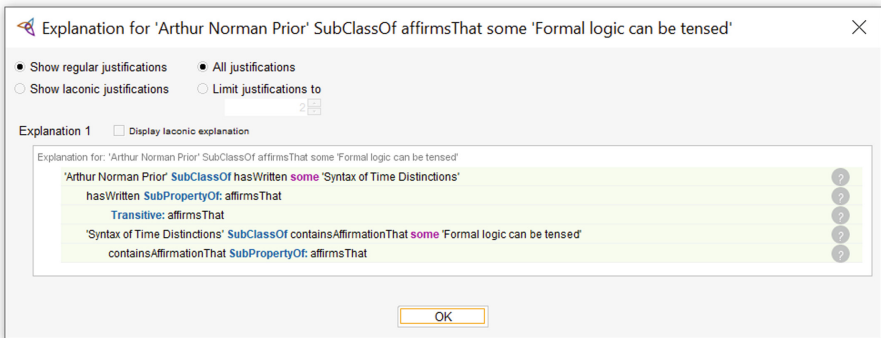 Explanation for 'Arthur Norman Prior' SubClassOf affirmsThat some 'Formal logic can be tensed'
Show regular justifications All justifications
Show laconic justifications Limit justifications to
2
Explanation 1 Display laconic explanation
Explanation for: 'Arthur Norman Prior' SubClassOf affirmsThat some 'Formal logic can be tensed'
'Arthur Norman Prior' SubClassOf hasWritten some 'Syntax of Time Distinctions' ?
hasWritten SubPropertyOf: affirmsThat ?
Transitive: affirmsThat ?
'Syntax of Time Distinctions' SubClassOf containsAffirmationThat some 'Formal logic can be tensed' ?
containsAffirmationThat SubPropertyOf: affirmsThat ?
OK